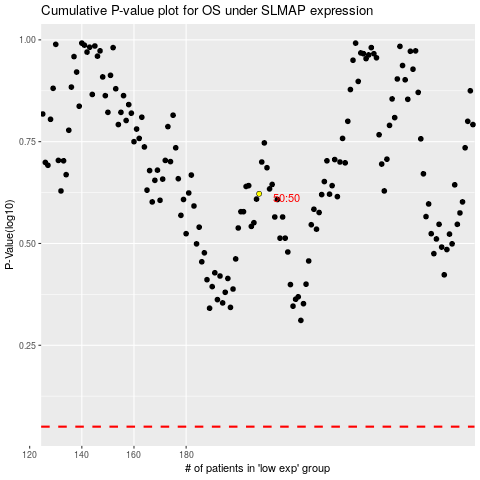 Cumulative P-value plot for OS under SLMAP expression
P-Value(log10)
1.00
0.75
0.50
0.25
50:50
120 140 160 180
# of patients in 'low exp' group